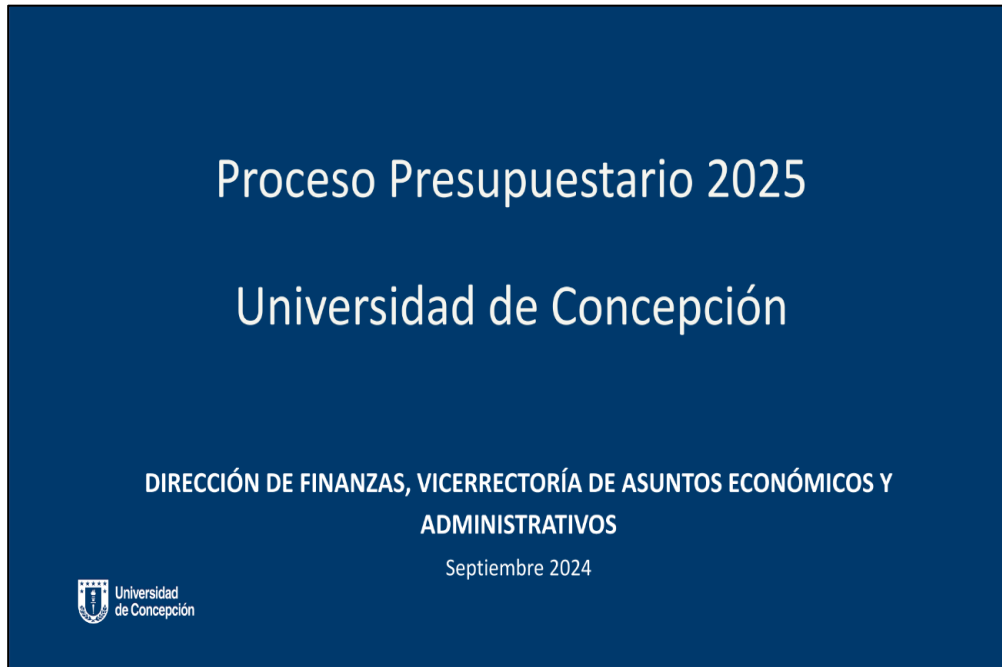 Proceso Presupuestario 2025
Universidad de Concepción
DIRECCIÓN DE FINANZAS, VICERRECTORÍA DE ASUNTOS ECONÓMICOS Y
ADMINISTRATIVOS
Septiembre 2024
Universidad
de Concepción